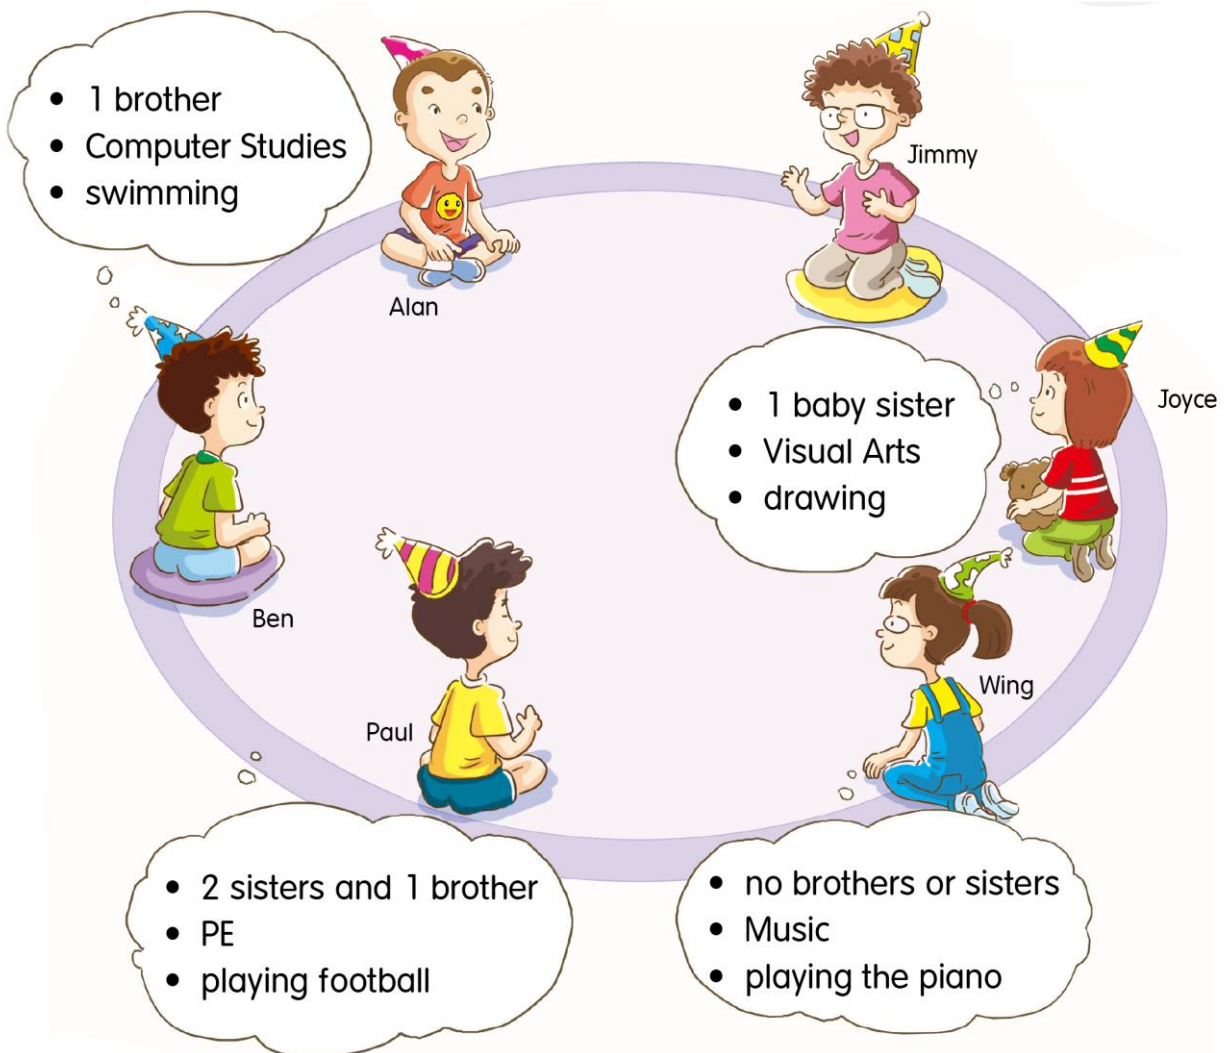 • 1 brother
• Computer Studies
• swimming
Alan
Jimmy
• 1 baby sister
• Visual Arts
• drawing
Joyce
Ben
Paul
Wing
• 2 sisters and 1 brother
• PE
• playing football
• no brothers or sisters
• Music
• playing the piano